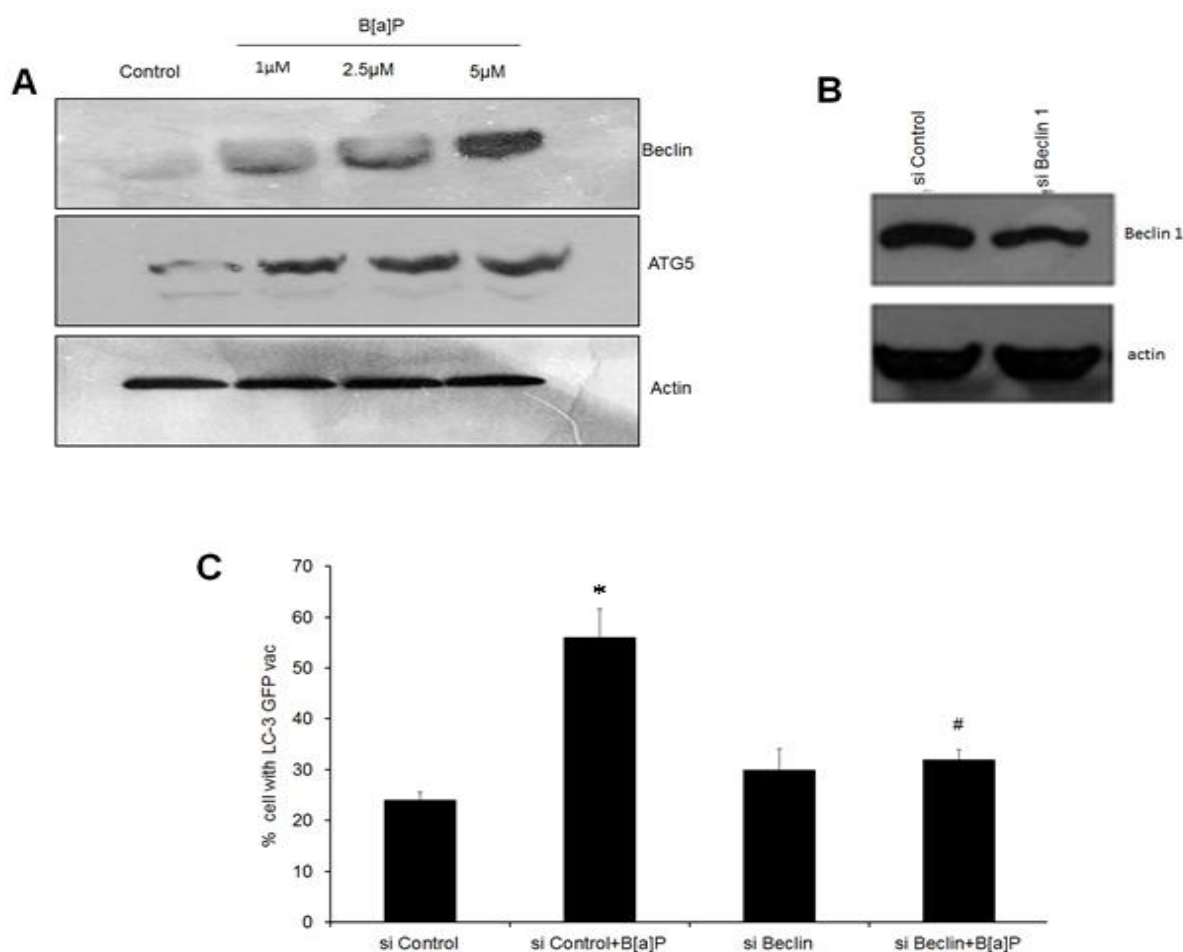 B[a]P
Control 1µM 2.5µM 5µM
A
Beclin
ATG5
Actin
B
si Control
si Beclin 1
Beclin 1
actin
C
% cell with LC-3 GFP vac
70
60
50
40
30
20
10
0
*
#
si Control si Control+B[a]P si Beclin si Beclin+B[a]P